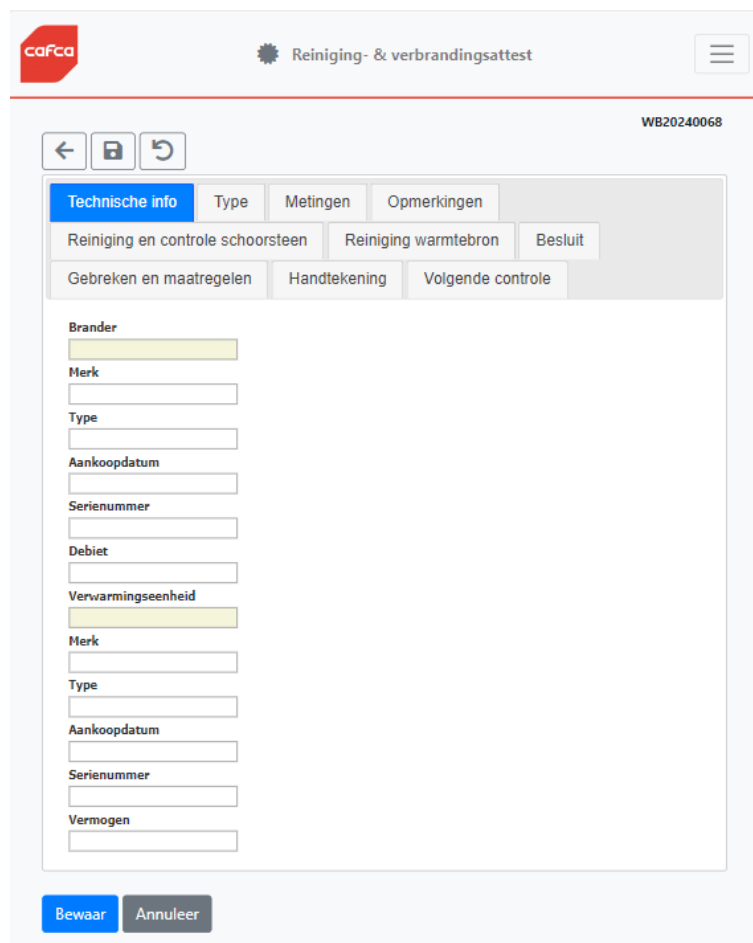 cafca
Reiniging- & verbrandingsattest
WB20240068
Technische info Type Metingen Opmerkingen
Reiniging en controle schoorsteen Reiniging warmtebron Besluit
Gebreken en maatregelen Handtekening Volgende controle
Brander
Merk
Type
Aankoopdatum
Serienummer
Debiet
Verwarmingseenheid
Merk
Type
Aankoopdatum
Serienummer
Vermogen
Bewaar Annuleer